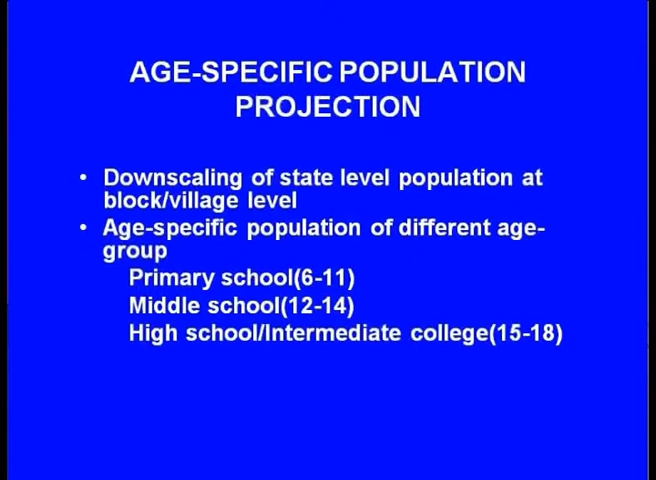 AGE-SPECIFIC POPULATION
PROJECTION
• Downscaling of state level population at
block/village level
• Age-specific population of different age-
group
Primary school(6-11)
Middle school(12-14)
High school/Intermediate college(15-18)